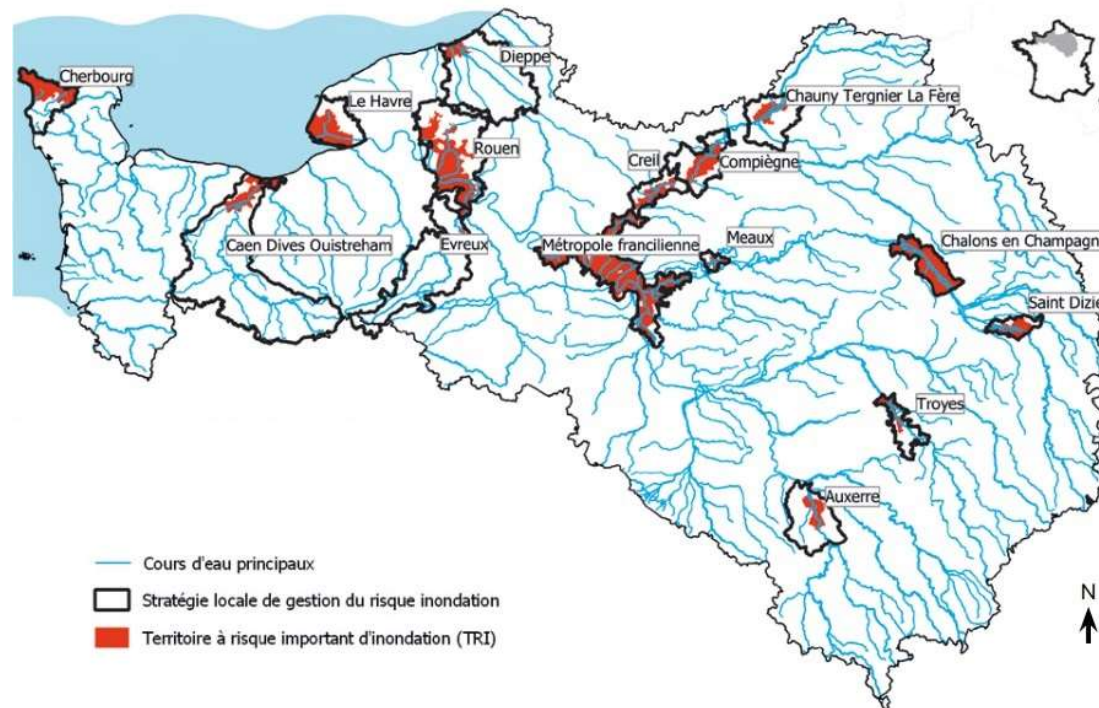 Cherbourg
Dieppe
Le Havre
Chauny Tergnier La Fère
Rouen
Creil
Compiègne
Caen Dives Ouistreham
Evreux
Métropole francilienne
Meaux
Chalons en Champagn
Saint Dizie
Troyes
Auxerre
Cours d'eau principaux
Stratégie locale de gestion du risque inondation
Territoire à risque important d'inondation (TRI)
N